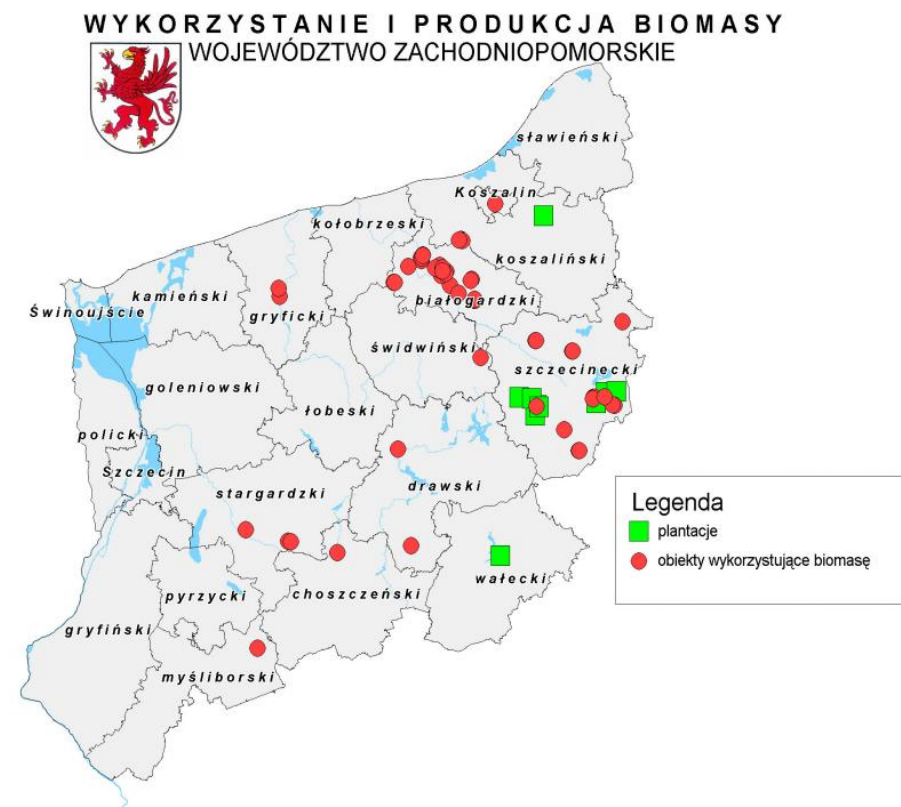 WYKORZYSTANIE I PRODUKCJA BIOMASY
WOJEWÓDZTWO ZACHODNIOPOMORSKIE
sławieński
Koszalin
kołobrzeski
koszaliński
kamieński
białogardzki
Świnoujście
gryficki
świdwiński
szczecinecki
goleniowski
łobeski
policki
Szczecin
drawski
stargardzki
wałecki
pyrzycki
choszczeński
gryfiński
myśliborski
Legenda
plantacje
obiekty wykorzystujące biomasę